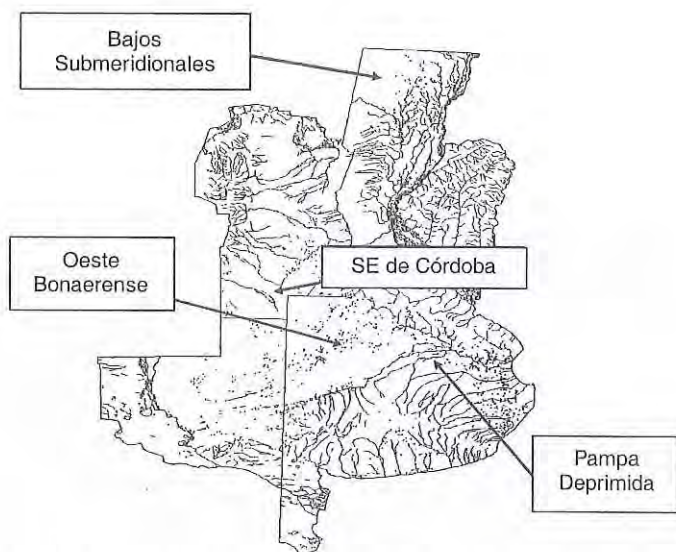 Bajos
Submeridionales
Oeste
Bonaerense
SE de Córdoba
Pampa
Deprimida